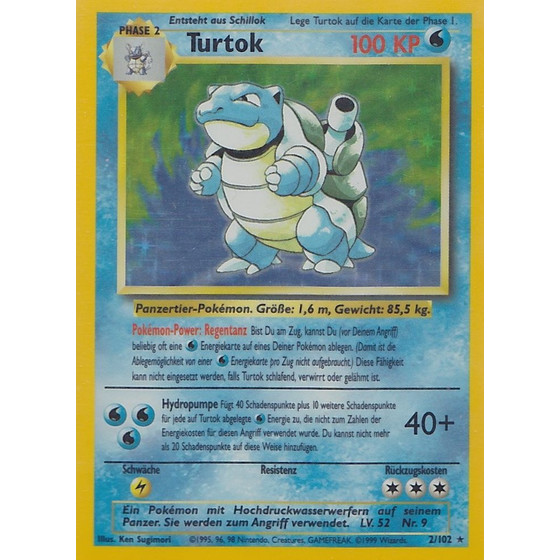 Entsteht aus Schillok Lege Turtok auf die Karte der Phase 1.
PHASE 2
Turtok 100 KP
Panzertier-Pokémon. Größe: 1,6 m, Gewicht: 85,5 kg.
Pokémon-Power: Regentanz Bist Du am Zug, kannst Du (vor Deinem Angriff)
beliebig oft eine Energiekarte auf eines Deiner Pokémon ablegen. (Damit ist die
Ablegemöglichkeit von einer Energiekarte pro Zug nicht aufgebraucht.) Diese Fähigkeit
kann nicht eingesetzt werden, falls Turtok schlafend, verwirrt oder gelähmt ist.
Hydropumpe Fügt 40 Schadenspunkte plus 10 weitere Schadenspunkte
für jede auf Turtok abgelegte Energie zu, die nicht zum Zahlen der
Energiekosten für diesen Angriff verwendet wurde. Du kannst nicht mehr
als 20 Schadenspunkte auf diese Weise hinzufügen.
40+
Schwäche Resistenz Rückzugskosten
Ein Pokémon mit Hochdruckwasserwerfern auf seinem
Panzer. Sie werden zum Angriff verwendet. LV. 52 Nr. 9
Illus. Ken Sugimori ©1995, 96, 98 Nintendo, Creatures, GAMEFREAK. ©1999 Wizards. 2/102 ★